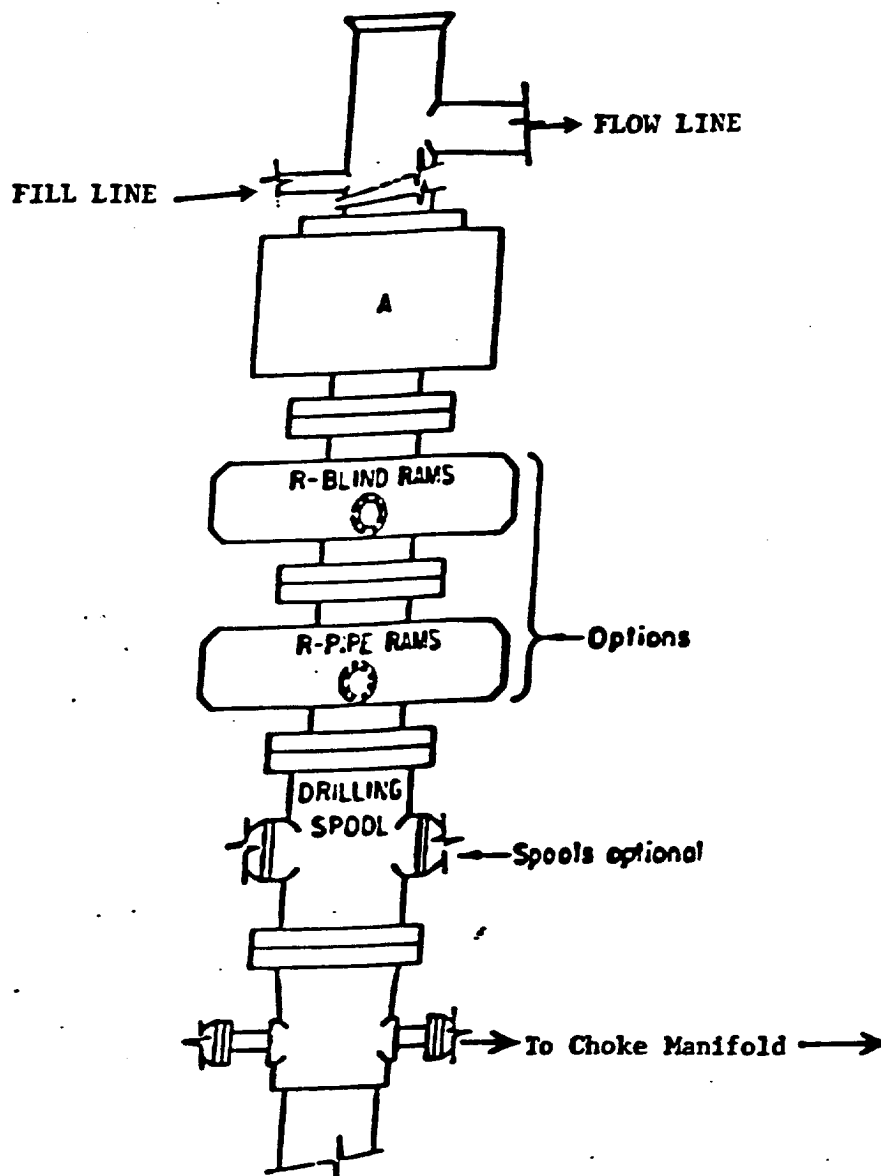 FLOW LINE
FILL LINE
A
R-BLIND RAMS
R-PIPE RAMS
Options
DRILLING
SPOOL
Spools optional
To Choke Manifold